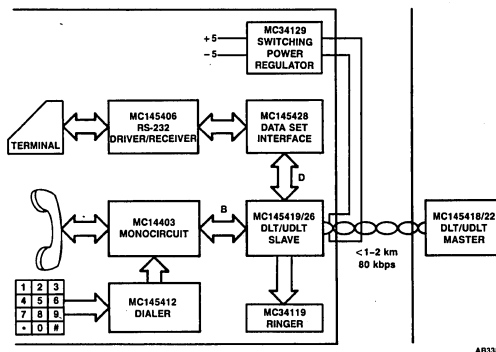 +5
-5
MC34129
SWITCHING
POWER
REGULATOR
TERMINAL
MC145406
RS-232
DRIVER/RECEIVER
MC145428
DATA SET
INTERFACE
D
MC14403
MONOCIRCUIT
B
MC145419/26
DLT/UDLT
SLAVE
<1-2 km
80 kbps
MC145418/22
DLT/UDLT
MASTER
1 2 3
4 5 6
7 8 9
* 0 #
MC145412
DIALER
MC34119
RINGER